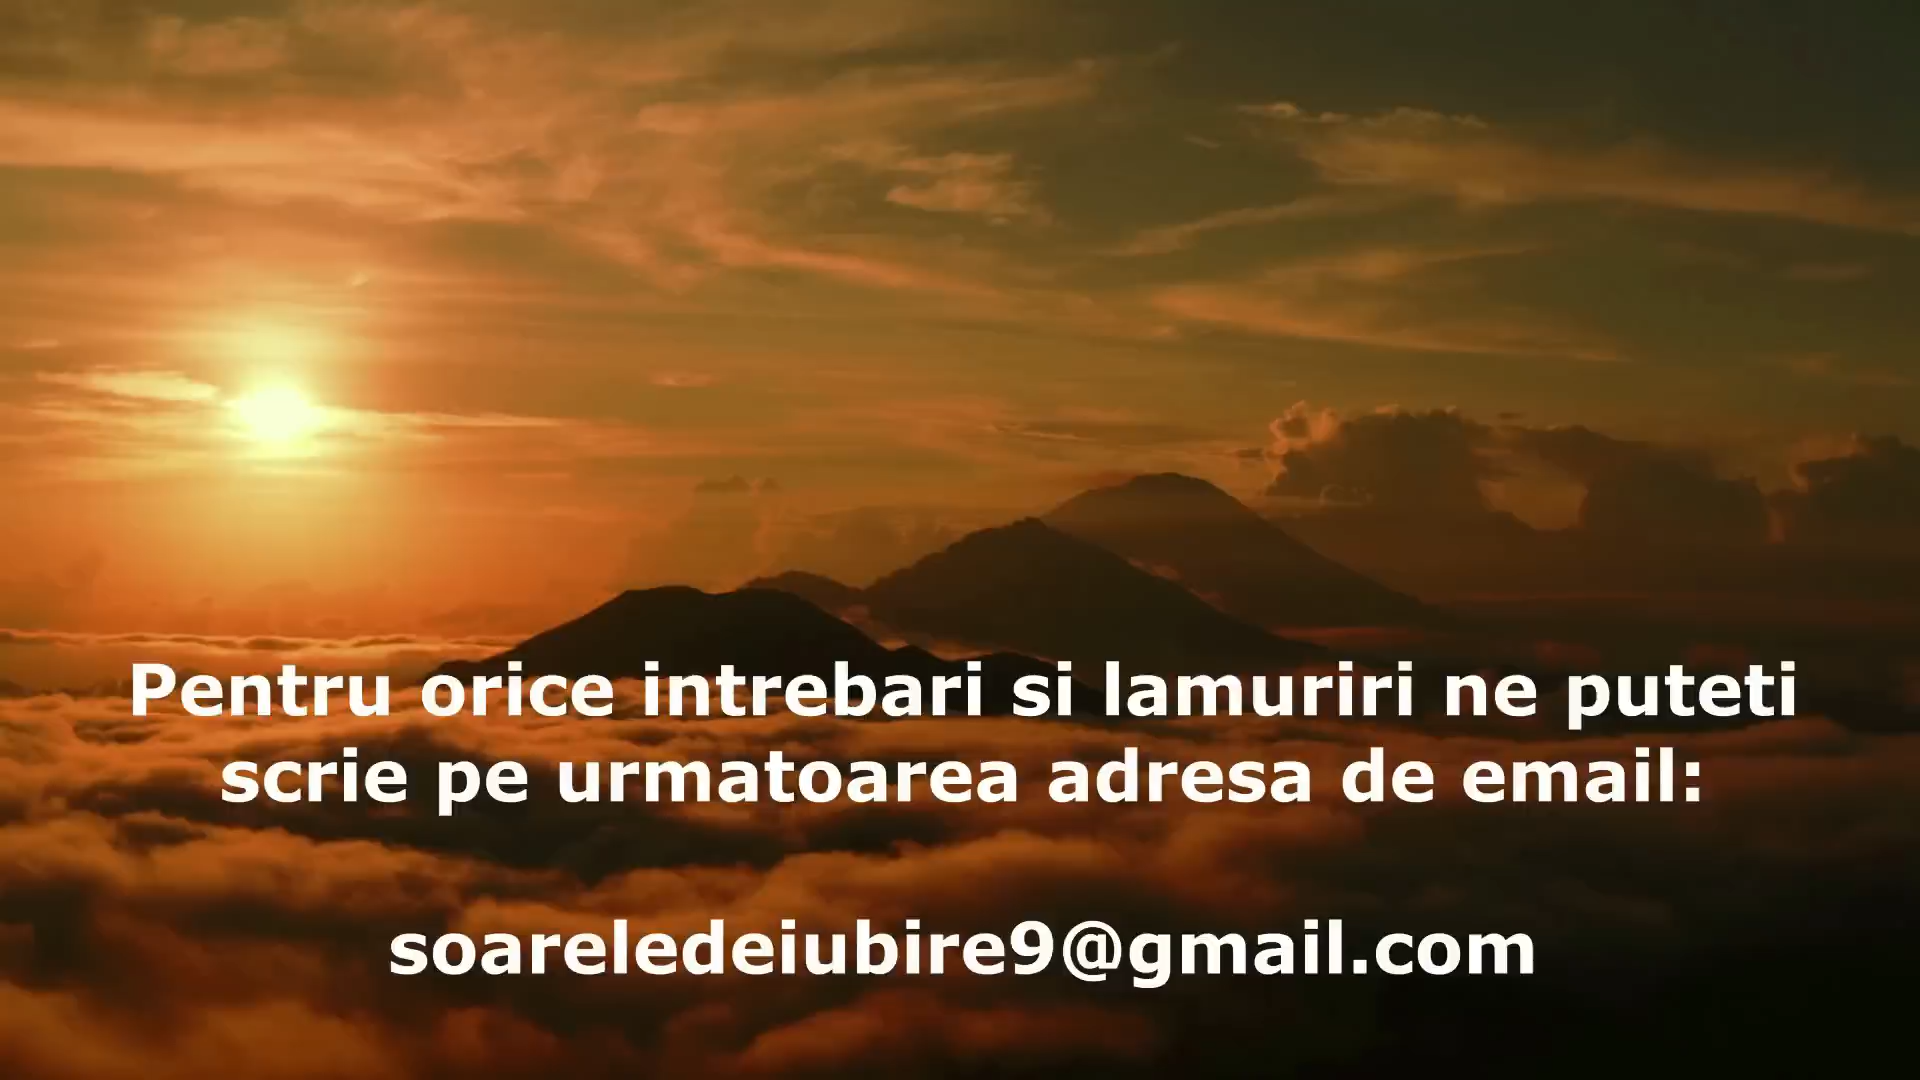 Pentru orice intrebari si lamuriri ne puteti
scrie pe urmatoarea adresa de email:
soareledeiubire9@gmail.com